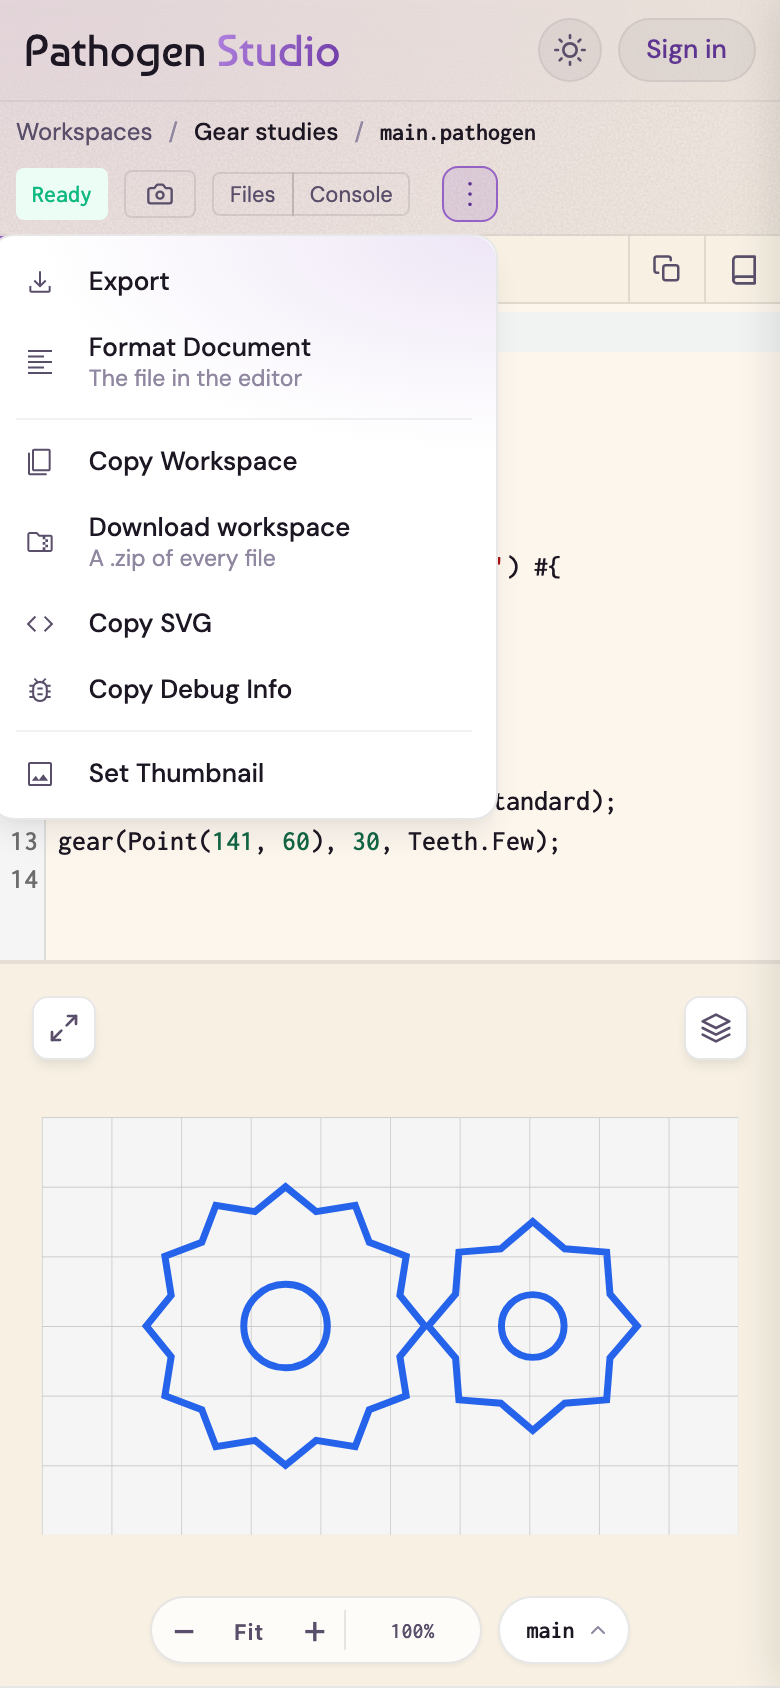 Pathogen Studio
Sign in
Workspaces / Gear studies / main.pathogen
Ready
Files
Console
Export
Format Document
The file in the editor
Copy Workspace
Download workspace
A .zip of every file
') #{
Copy SVG
Copy Debug Info
Set Thumbnail
tandard);
13 gear(Point(141, 60), 30, Teeth.Few);
14
Fit
100%
main